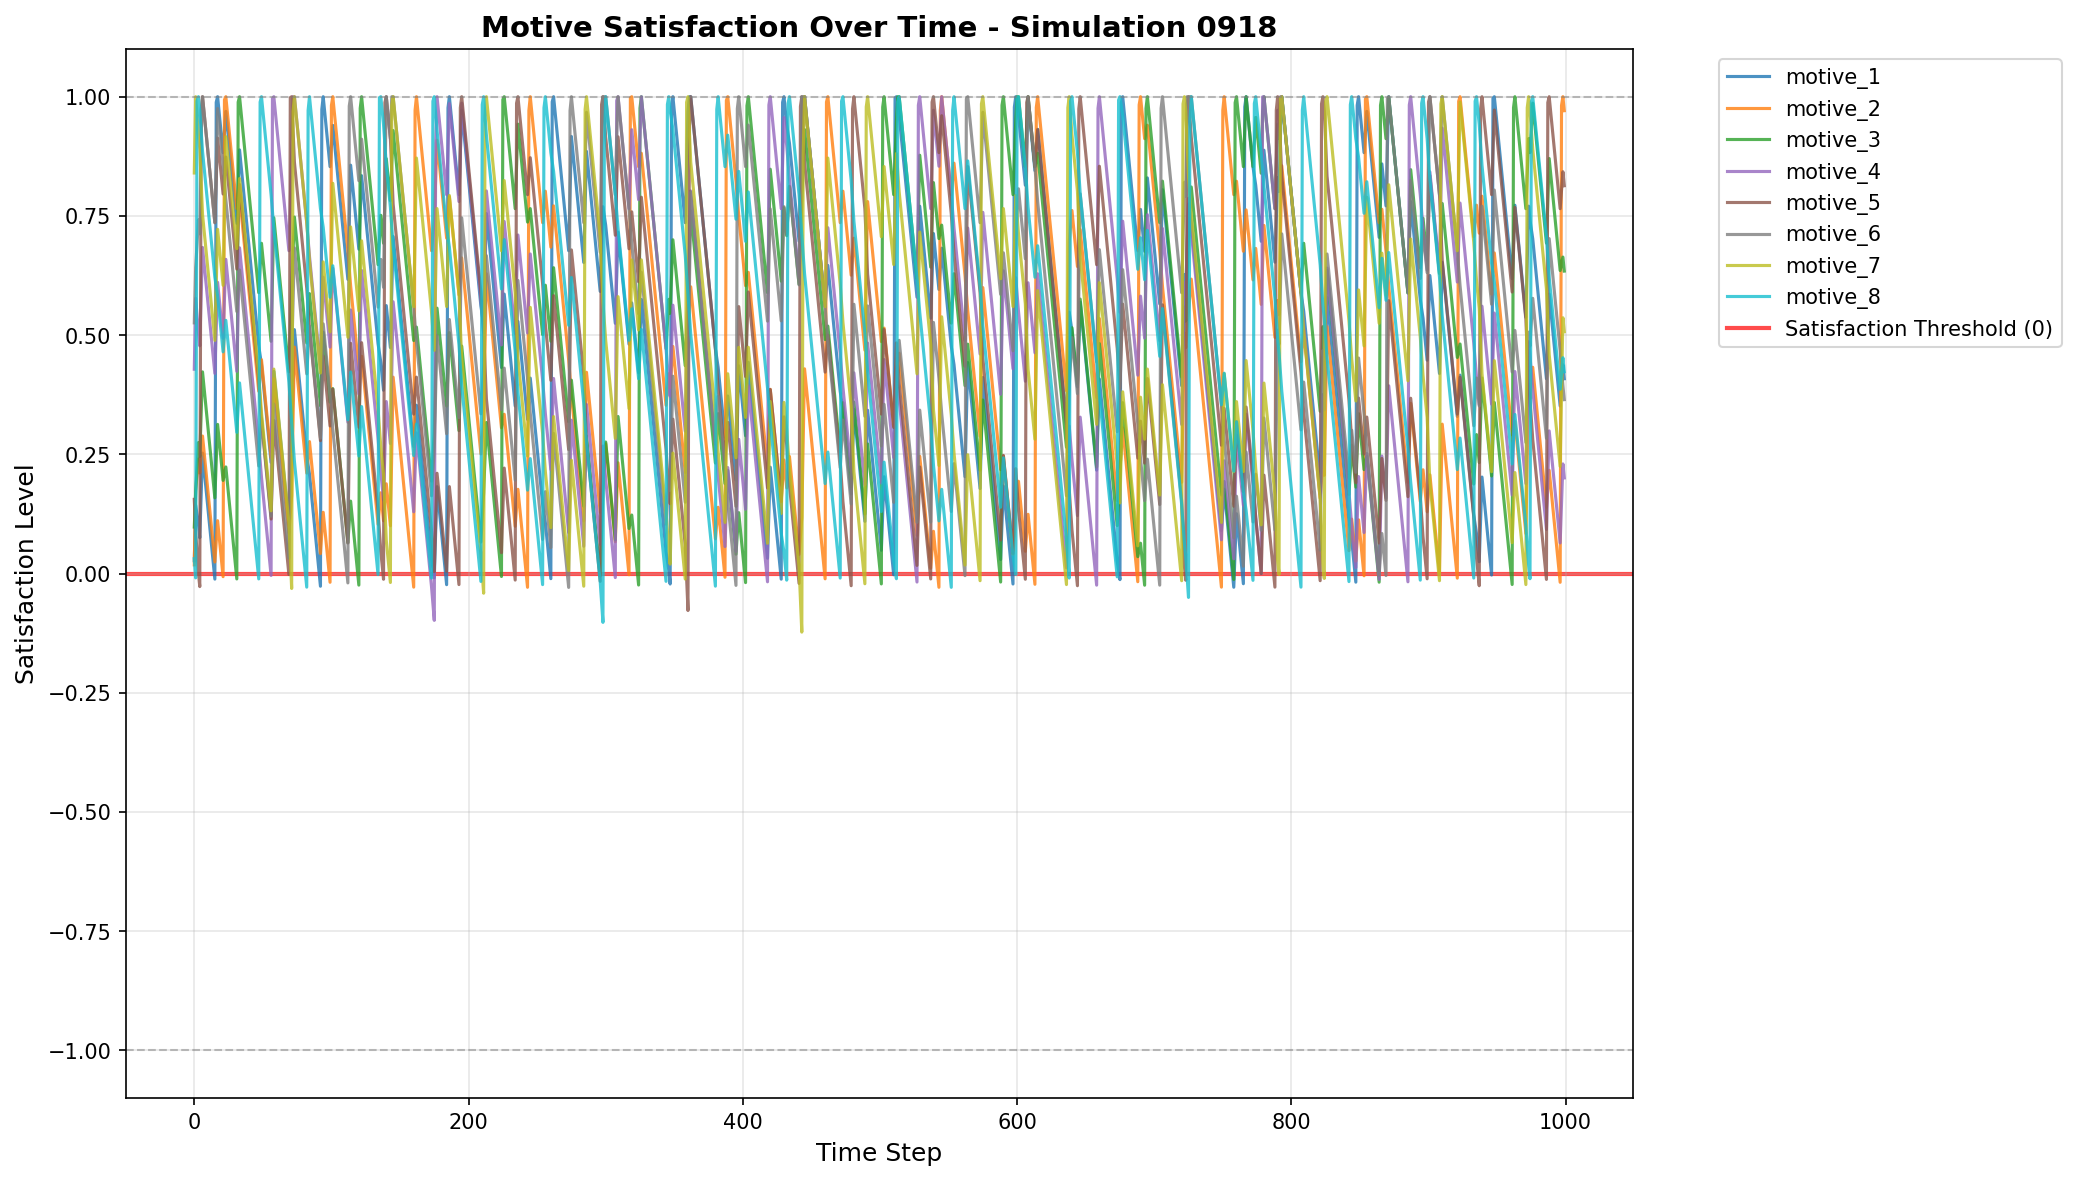 Motive Satisfaction Over Time - Simulation 0918
Satisfaction Level
1.00
0.75
0.50
0.25
0.00
−0.25
−0.50
−0.75
−1.00
0
200
400
600
800
1000
Time Step
motive_1
motive_2
motive_3
motive_4
motive_5
motive_6
motive_7
motive_8
Satisfaction Threshold (0)